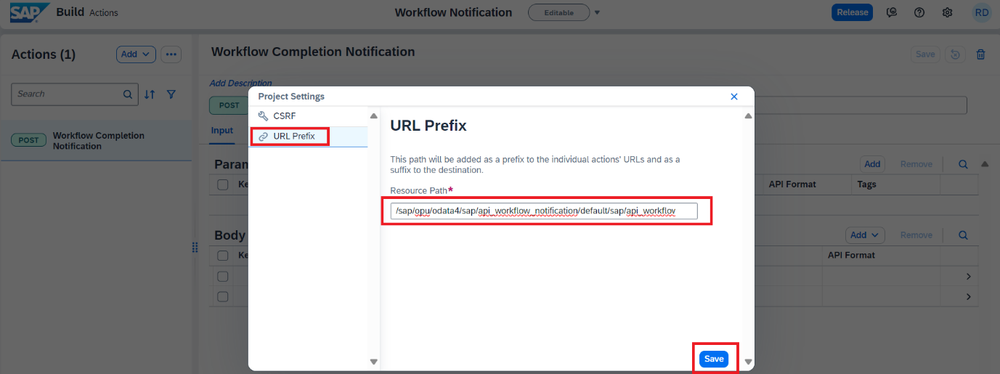 SAP Build Actions
Workflow Notification
Editable
Release
RD
Actions (1)
Add
Search
POST
Workflow Completion
Notification
Workflow Completion Notification
Save
Add Description
POST
Input
Param
Add
Remove
Ke
API Format
Tags
Body
Add
Remove
Ke
API Format
Project Settings
CSRF
URL Prefix
URL Prefix
This path will be added as a prefix to the individual actions' URLs and as a
suffix to the destination.
Resource Path*
/sap/opu/odata4/sap/api_workflow_notification/default/sap/api_workflov
Save